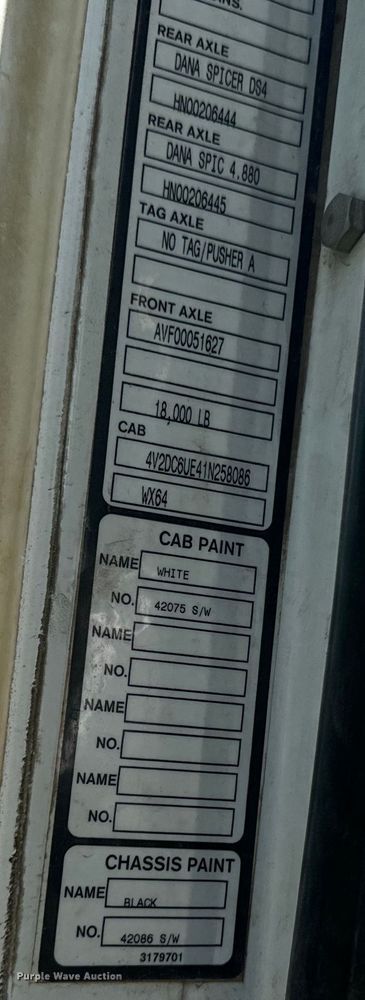 REAR AXLE
DANA SPICER DS4
HN00206444
REAR AXLE
DANA SPIC 4.880
HN00206445
TAG AXLE
NO TAG/PUSHER A
FRONT AXLE
AVF00051627
18,000 LB
CAB
4V2DC6UE41N258086
WX64
CAB PAINT
NAME WHITE
NO. 42075 S/W
NAME
NO.
NAME
NO.
NAME
NO.
CHASSIS PAINT
NAME BLACK
NO. 42086 S/W
3179701
Purple Wave Auction